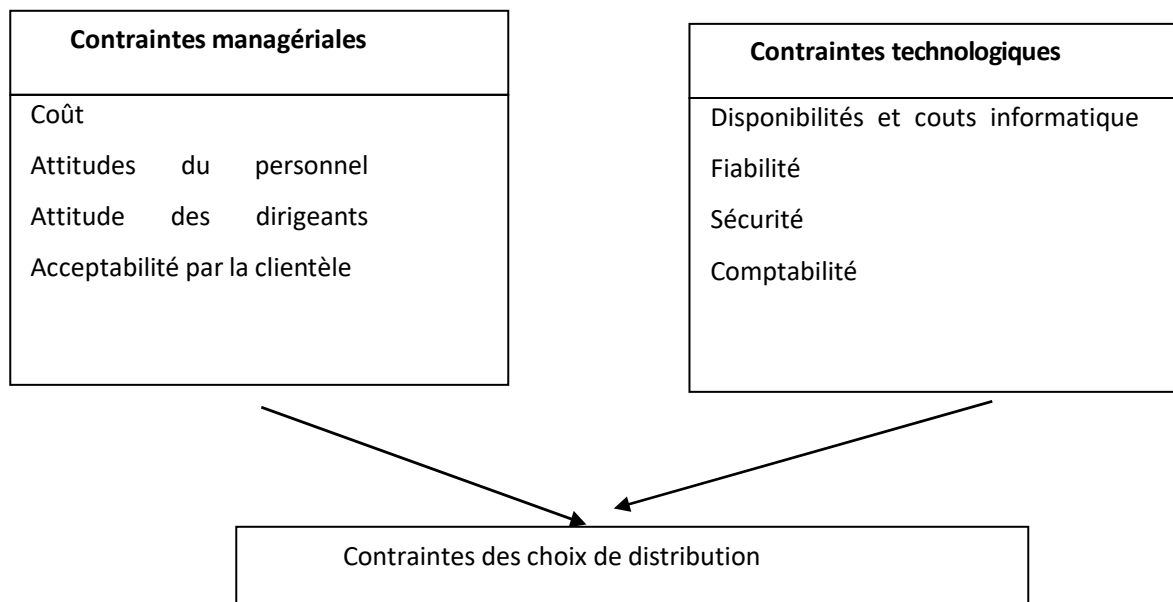 Contraintes managériales
Coût
Attitudes du personnel
Attitude des dirigeants
Acceptabilité par la clientèle
Contraintes technologiques
Disponibilités et couts informatique
Fiabilité
Sécurité
Comptabilité
Contraintes des choix de distribution